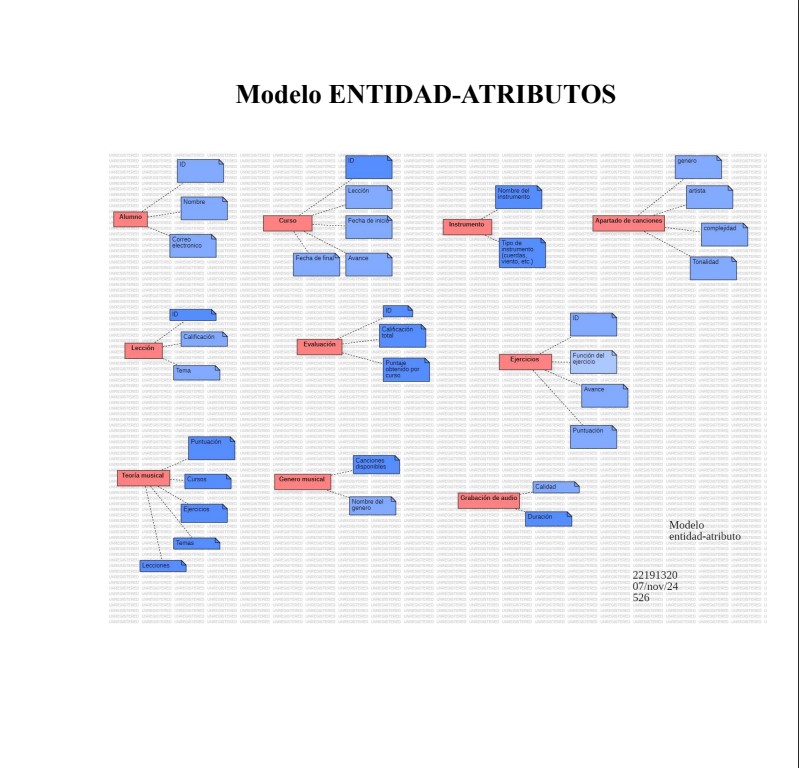 Modelo ENTIDAD-ATRIBUTOS
ID
Nombre
Alumno
Correo
electronico
ID
Lección
Curso
Fecha de inicio
Fecha de final
Avance
Nombre del
instrumento
Instrumento
Tipo de
instrumento
(cuerdas,
viento, etc.)
genero
artista
Apartado de canciones
complejidad
Tonalidad
ID
Calificación
Lección
Tema
ID
Calificación
total
Evaluación
Puntaje
obtenido por
curso
ID
Función del
ejercicio
Ejercicios
Avance
Puntuación
Puntuación
Teoría musical
Cursos
Ejercicios
Temas
Lecciones
Canciones
disponibles
Genero musical
Nombre del
genero
Calidad
Grabación de audio
Duración
Modelo
entidad-atributo
22191320
07/nov/24
526